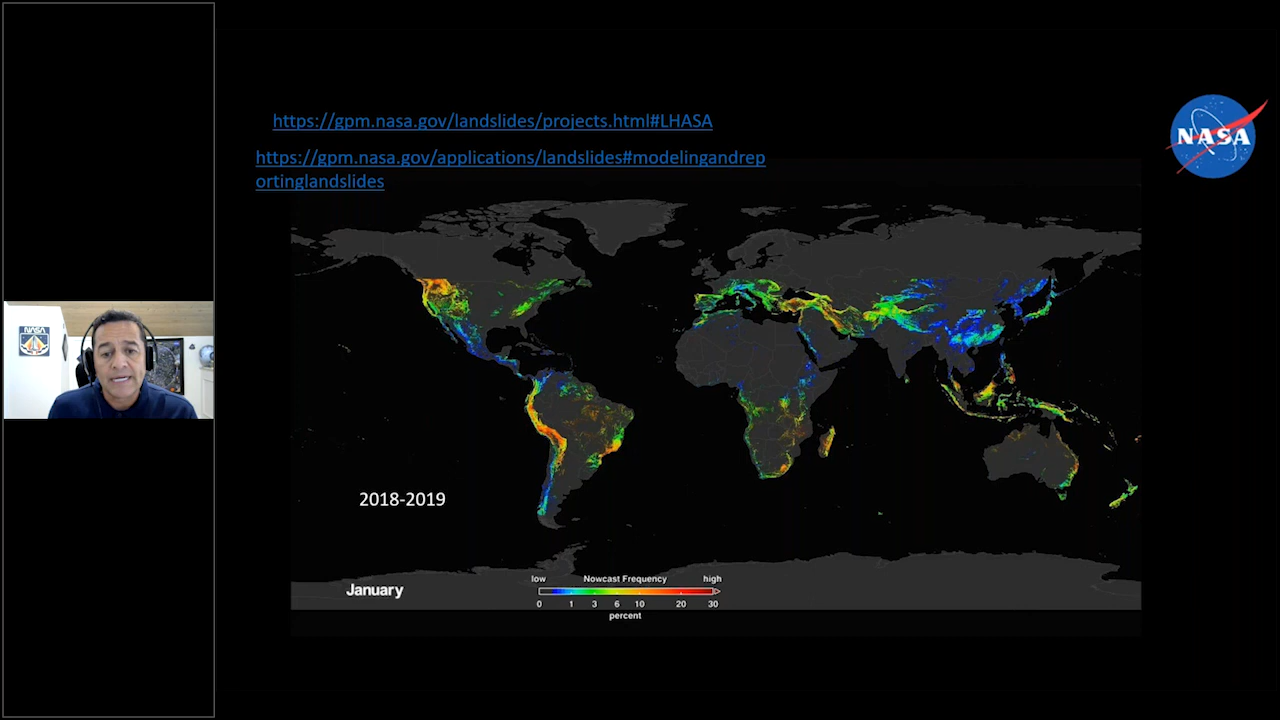 https://gpm.nasa.gov/landslides/projects.html#LHASA
https://gpm.nasa.gov/applications/landslides#modelingandrep
ortinglandslides
NASA
NASA
2018-2019
January
low Nowcast Frequency high
0 1 3 6 10 20 30
percent